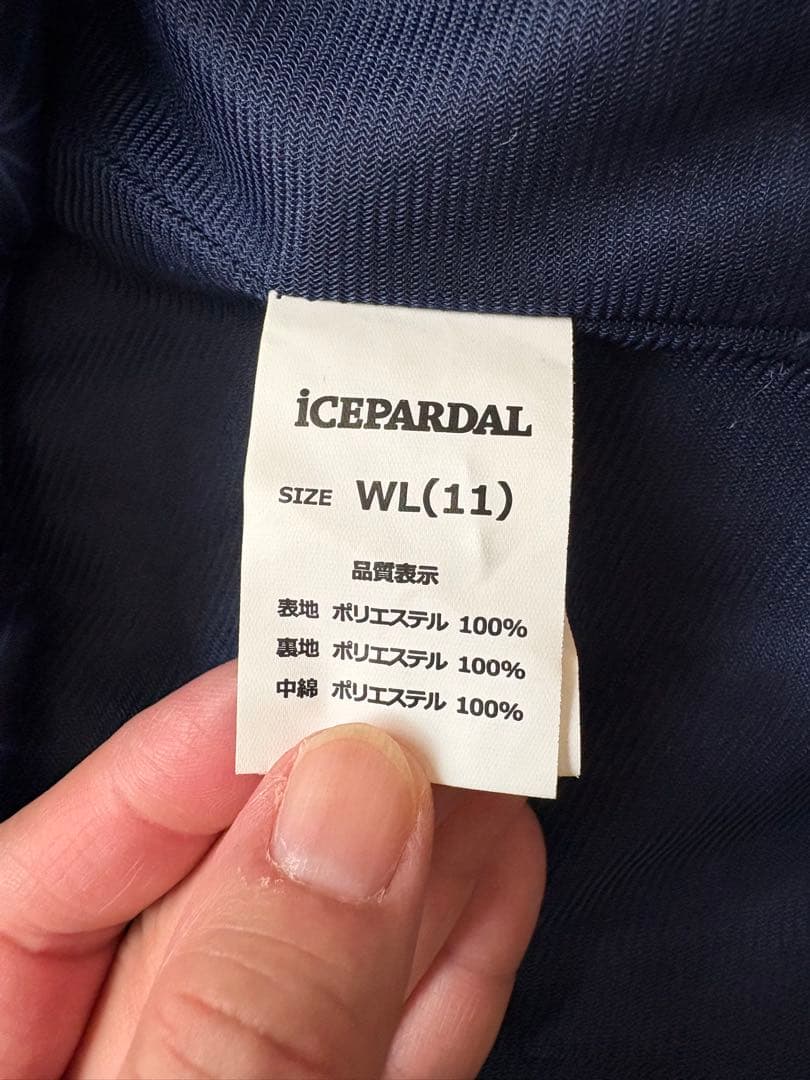 iCEPARDAL
SIZE WL(11)
品質表示
表地 ポリエステル 100%
裏地 ポリエステル 100%
中綿 ポリエステル 100%